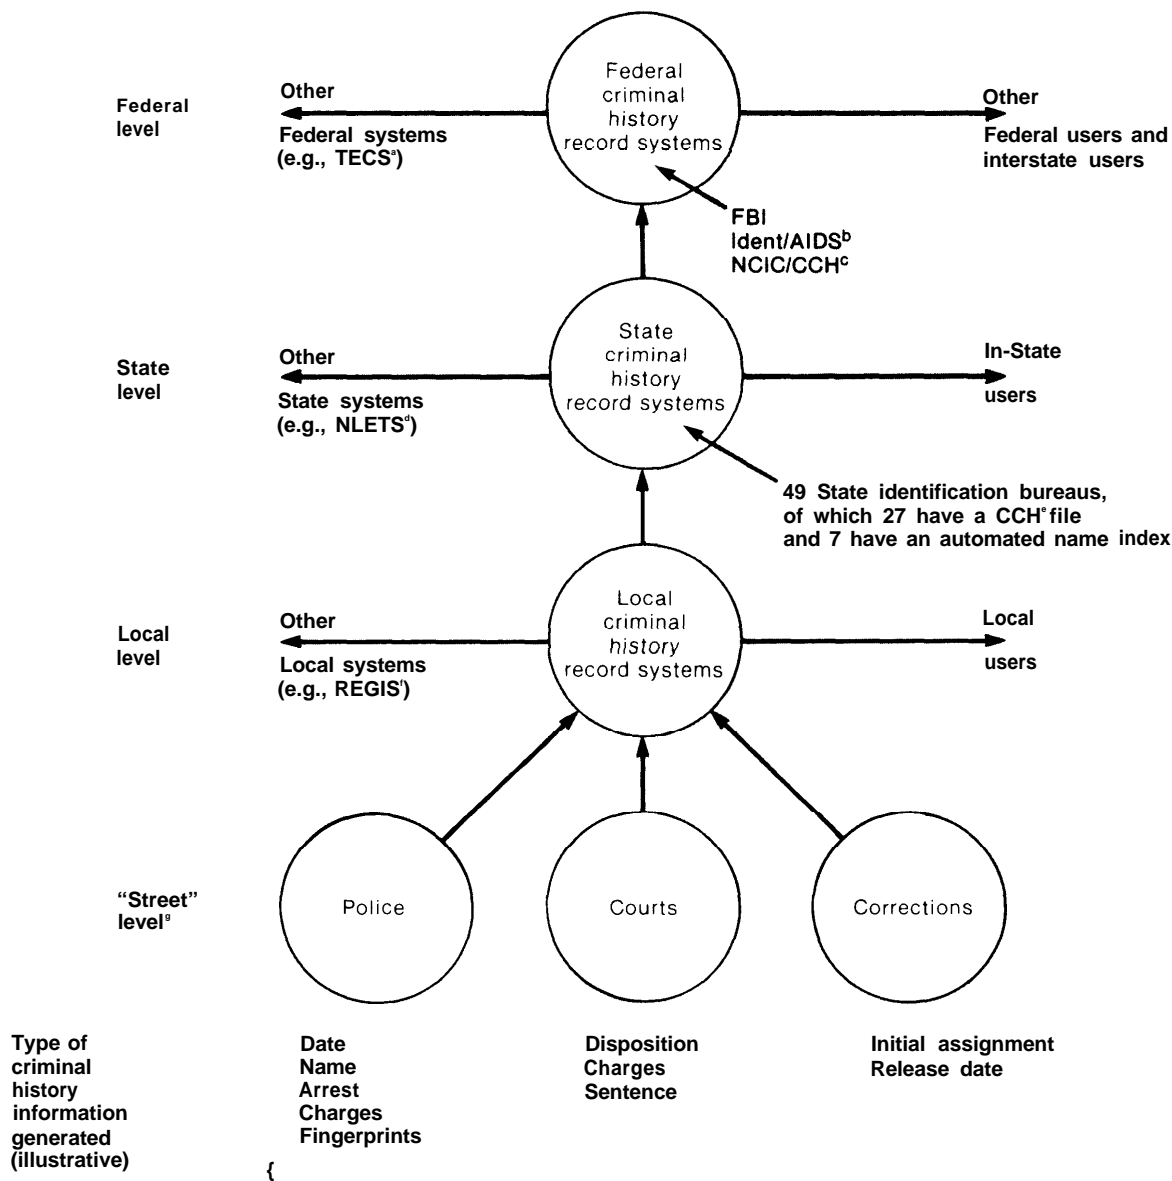 Federal
level
Other
Federal systems
(e.g., TECSᵃ)
Federal
criminal
history
record systems
Other
Federal users and
interstate users
FBI
Ident/AIDSᵇ
NCIC/CCHᶜ
State
level
Other
State systems
(e.g., NLETSᵈ)
State
criminal
history
record systems
In-State
users
49 State identification bureaus,
of which 27 have a CCHᵉ file
and 7 have an automated name index
Local
level
Other
Local systems
(e.g., REGISᶠ)
Local
criminal
history
record systems
Local
users
“Street”
levelᵍ
Police
Courts
Corrections
Type of
criminal
history
information
generated
(illustrative)
Date
Name
Arrest
Charges
Fingerprints
{
Disposition
Charges
Sentence
Initial assignment
Release date